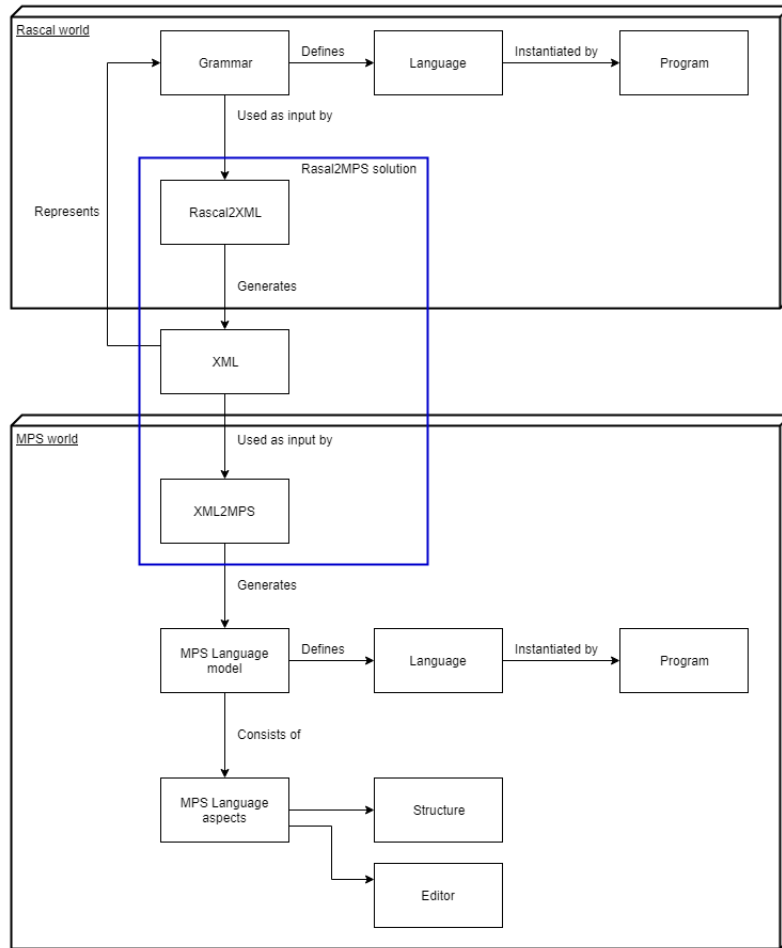 Rascal world
Grammar
Defines
Language
Instantiated by
Program
Used as input by
Rasal2MPS solution
Represents
Rascal2XML
Generates
XML
MPS world
Used as input by
XML2MPS
Generates
MPS Language
model
Defines
Language
Instantiated by
Program
Consists of
MPS Language
aspects
Structure
Editor